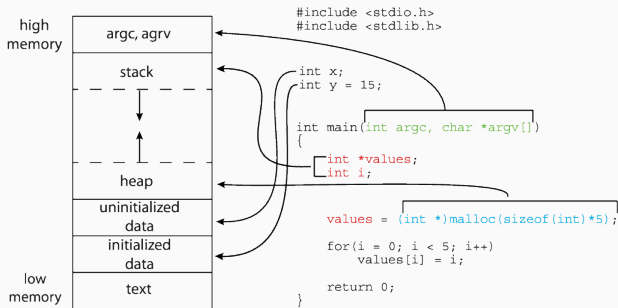 high
memory
argc, agrv
stack
heap
uninitialized
data
initialized
data
text
low
memory
#include <stdio.h>
#include <stdlib.h>
int x;
int y = 15;
int main(int argc, char *argv[])
{
int *values;
int i;
values = (int *)malloc(sizeof(int)*5);
for(i = 0; i < 5; i++)
values[i] = i;
return 0;
}